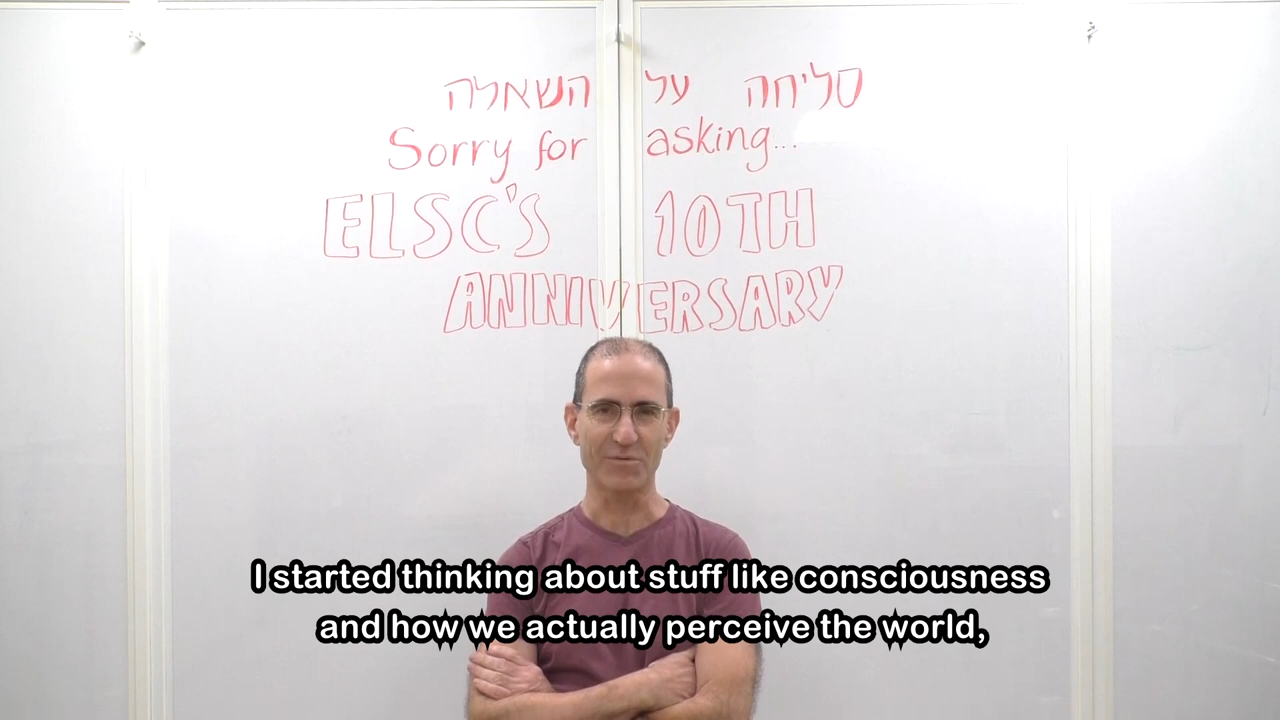 סליחה על השאלה
Sorry for asking...
ELSC'S 10TH
ANNIVERSARY
I started thinking about stuff like consciousness
and how we actually perceive the world,